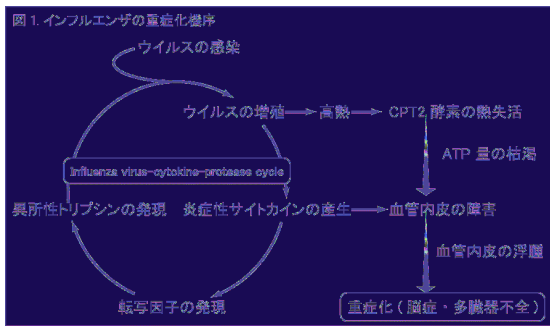 図1. インフルエンザの重症化機序
ウイルスの感染
ウイルスの増殖
高熱
CPT2 酵素の熱失活
ATP 量の枯渇
Influenza virus-cytokine-protease cycle
異所性トリプシンの発現
炎症性サイトカインの産生
血管内皮の障害
血管内皮の浮腫
転写因子の発現
重症化 ( 脳症・多臓器不全 )